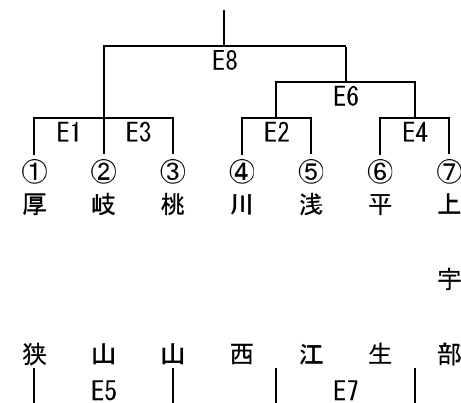 E8
E6
E1 E3 E2 E4
① ② ③ ④ ⑤ ⑥ ⑦
厚狭
岐山
桃山
川西
浅江
平生
上宇部
E5 E7